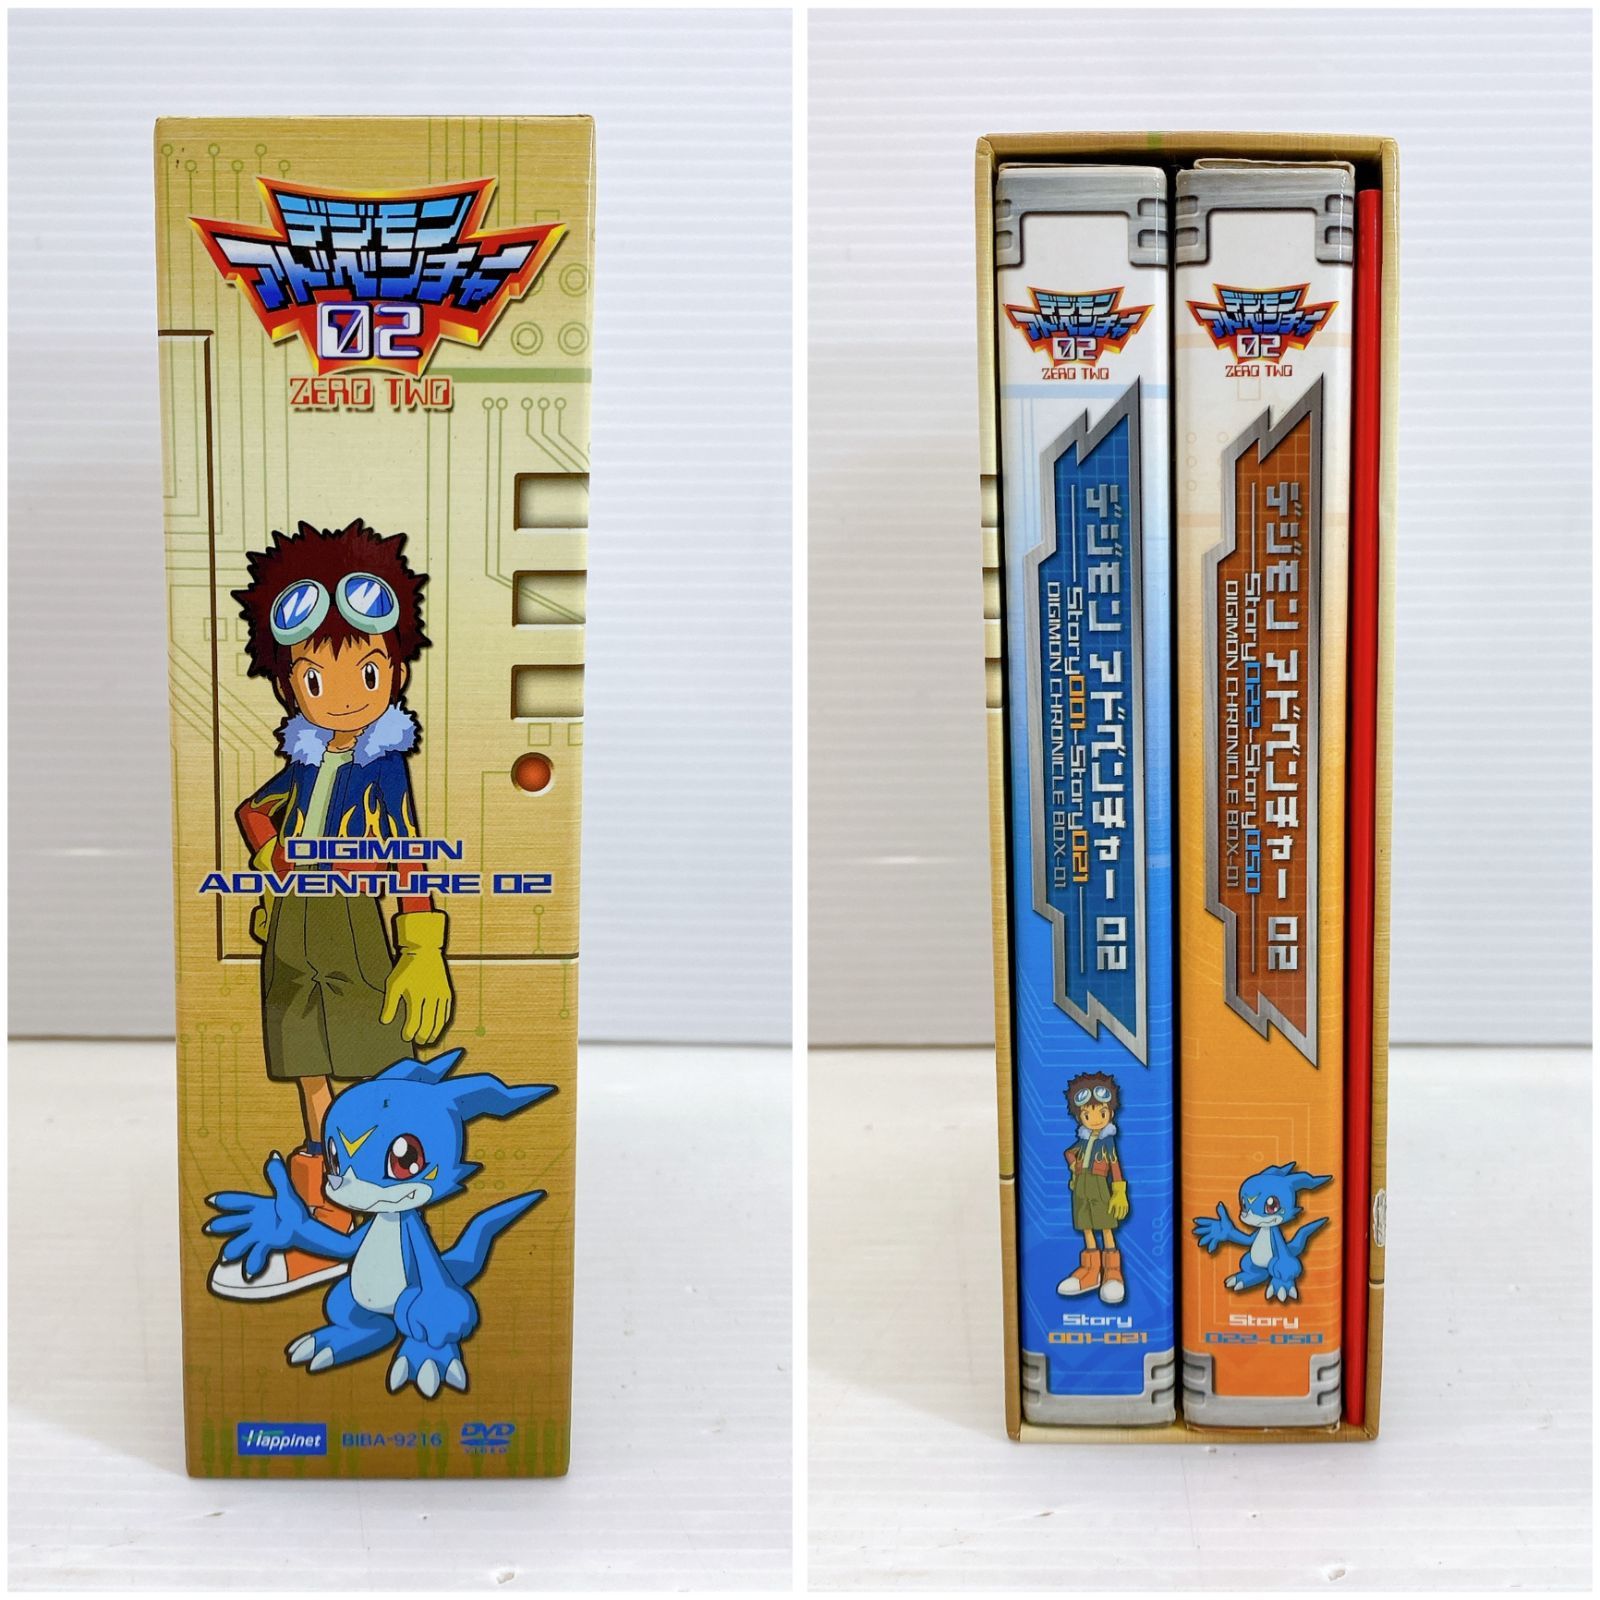 デジモン
アドベンチャー
02
ZERO TWO
DIGIMON
ADVENTURE 02
Happinet
BIBA-9216
DVD
VIDEO
デジモン
アドベンチャー
02
ZERO TWO
デジモン アドベンチャー 02
Story001-Story021
DIGIMON CHRONICLE BOX-01
Story
001-021
デジモン
アドベンチャー
02
ZERO TWO
デジモン アドベンチャー 02
Story022-Story050
DIGIMON CHRONICLE BOX-01
Story
022-050